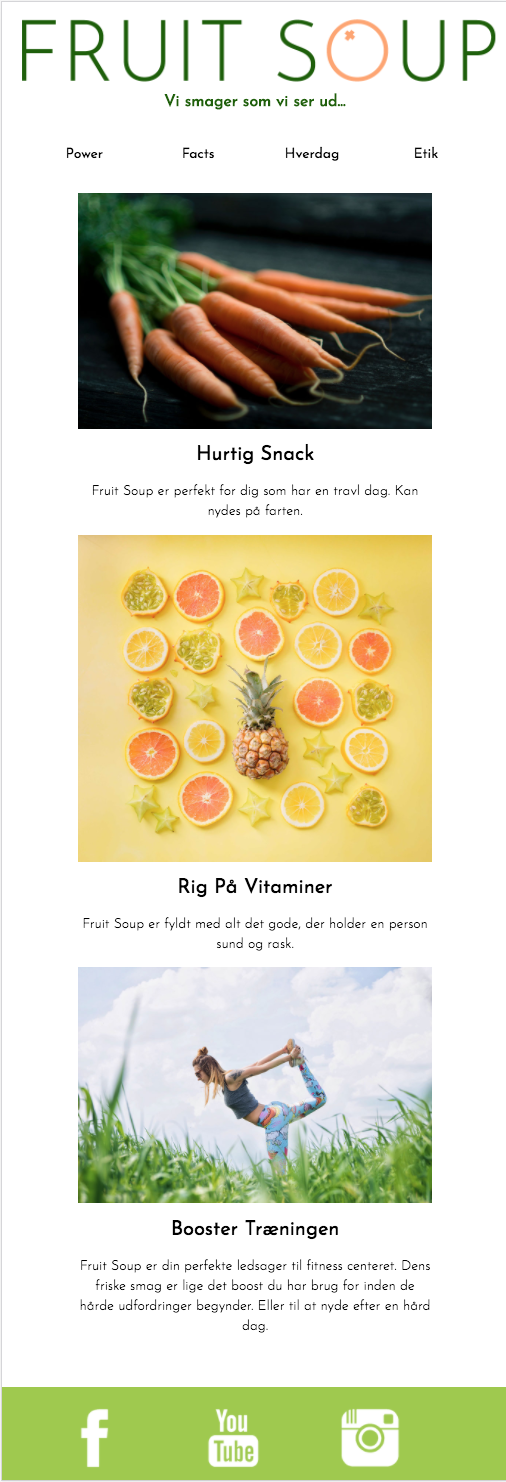 FRUIT SOUP
Vi smager som vi ser ud...
Power Facts Hverdag Etik
Hurtig Snack
Fruit Soup er perfekt for dig som har en travl dag. Kan
nydes på farten.
Rig På Vitaminer
Fruit Soup er fyldt med alt det gode, der holder en person
sund og rask.
Booster Træningen
Fruit Soup er din perfekte ledsager til fitness centeret. Dens
friske smag er lige det boost du har brug for inden de
hårde udfordringer begynder. Eller til at nyde efter en hård
dag.
f
You
Tube